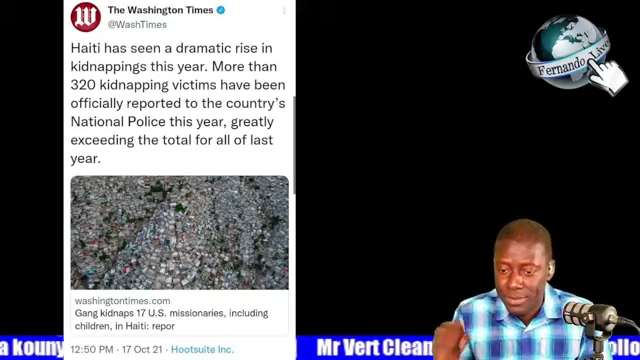 The Washington Times
@WashTimes
Haiti has seen a dramatic rise in
kidnappings this year. More than
320 kidnapping victims have been
officially reported to the country's
National Police this year, greatly
exceeding the total for all of last
year.
washingtontimes.com
Gang kidnaps 17 U.S. missionaries, including
children, in Haiti: repor
12:50 PM · 17 Oct 21 · Hootsuite Inc.
Fernando Live
a kouny
Mr Vert Clean
ollo